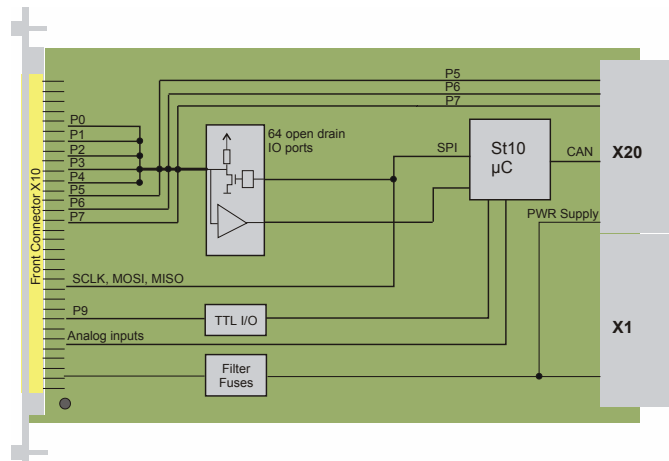 P5
P6
P7
P0
P1
P2
P3
P4
P5
P6
P7
64 open drain
IO ports
SPI
St10
µC
CAN
X20
PWR Supply
Front Connector X10
SCLK, MOSI, MISO
P9
TTL I/O
X1
Analog inputs
Filter
Fuses